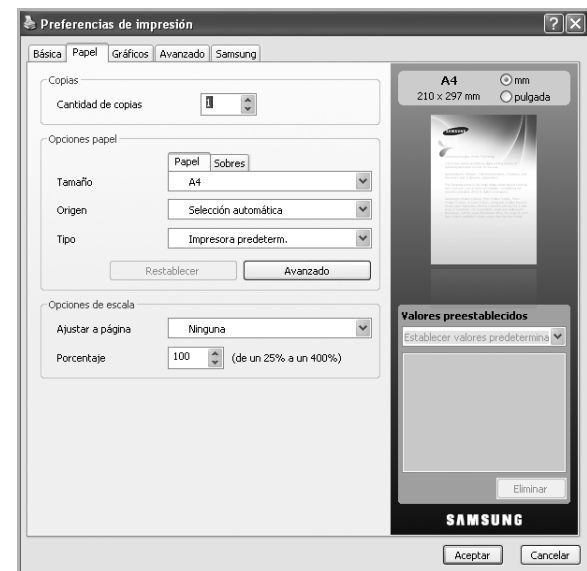 Preferencias de impresión
Básica Papel Gráficos Avanzado Samsung
Copias
Cantidad de copias 1
Opciones papel
Papel Sobres
Tamaño A4
Origen Selección automática
Tipo Impresora predeterm.
Restablecer Avanzado
Opciones de escala
Ajustar a página Ninguna
Porcentaje 100 (de un 25% a un 400%)
A4 mm
210 x 297 mm pulgada
SAMSUNG
Valores preestablecidos
Establecer valores predetermina
Eliminar
SAMSUNG
Aceptar Cancelar